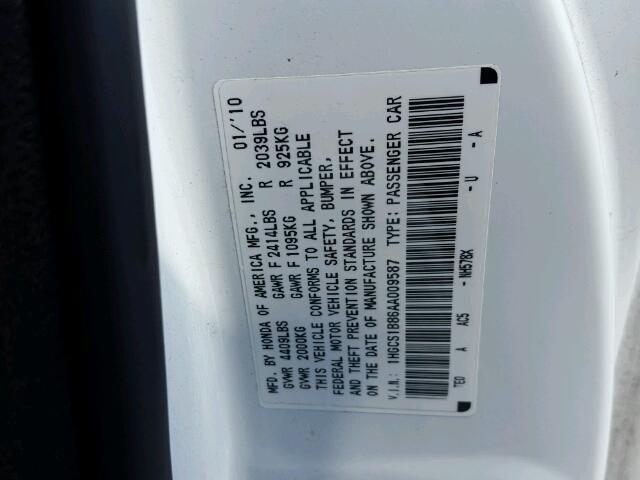 MFD. BY HONDA OF AMERICA MFG., INC. 01/'10
GVWR 4409LBS GAWR F 2414LBS R 2039LBS
GVWR 2000KG GAWR F 1095KG R 925KG
THIS VEHICLE CONFORMS TO ALL APPLICABLE
FEDERAL MOTOR VEHICLE SAFETY, BUMPER,
AND THEFT PREVENTION STANDARDS IN EFFECT
ON THE DATE OF MANUFACTURE SHOWN ABOVE.
V.I.N.: 1HGCS1B86AA009587 TYPE: PASSENGER CAR
TE0 A AC5 - NH578X - U - A